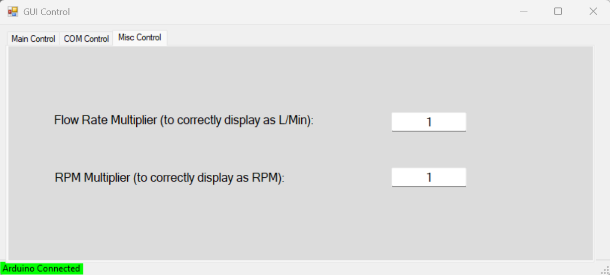 GUI Control
Main Control COM Control Misc Control
Flow Rate Multiplier (to correctly display as L/Min): 1
RPM Multiplier (to correctly display as RPM): 1
Arduino Connected